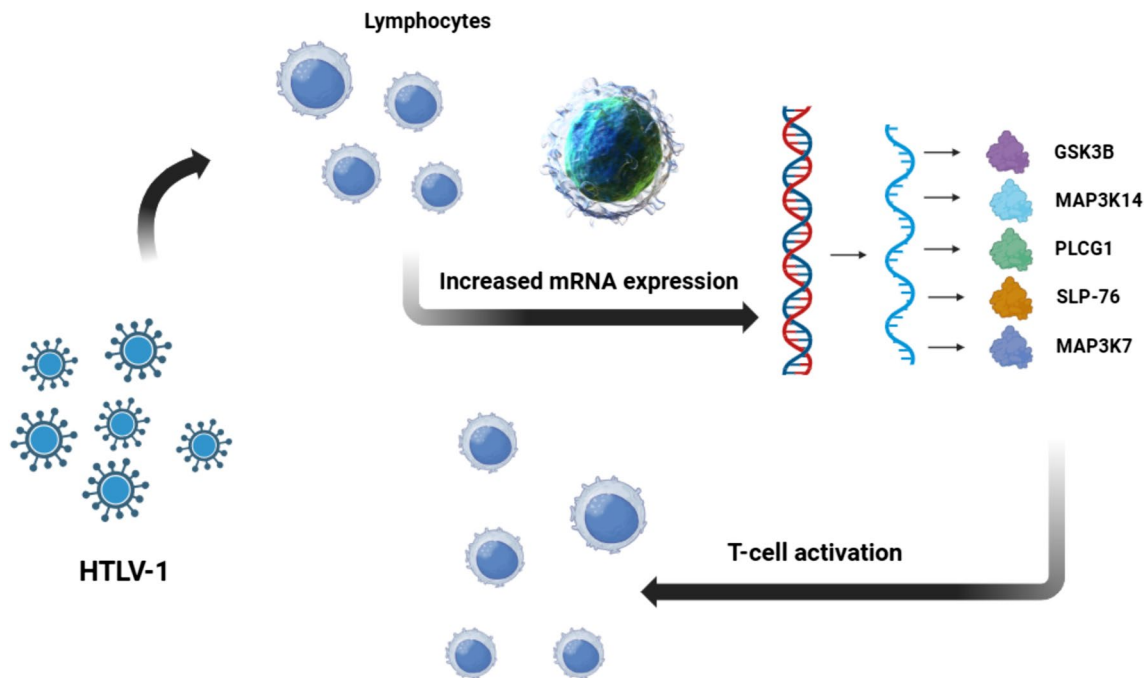 Lymphocytes
Increased mRNA expression
GSK3B
MAP3K14
PLCG1
SLP-76
MAP3K7
HTLV-1
T-cell activation